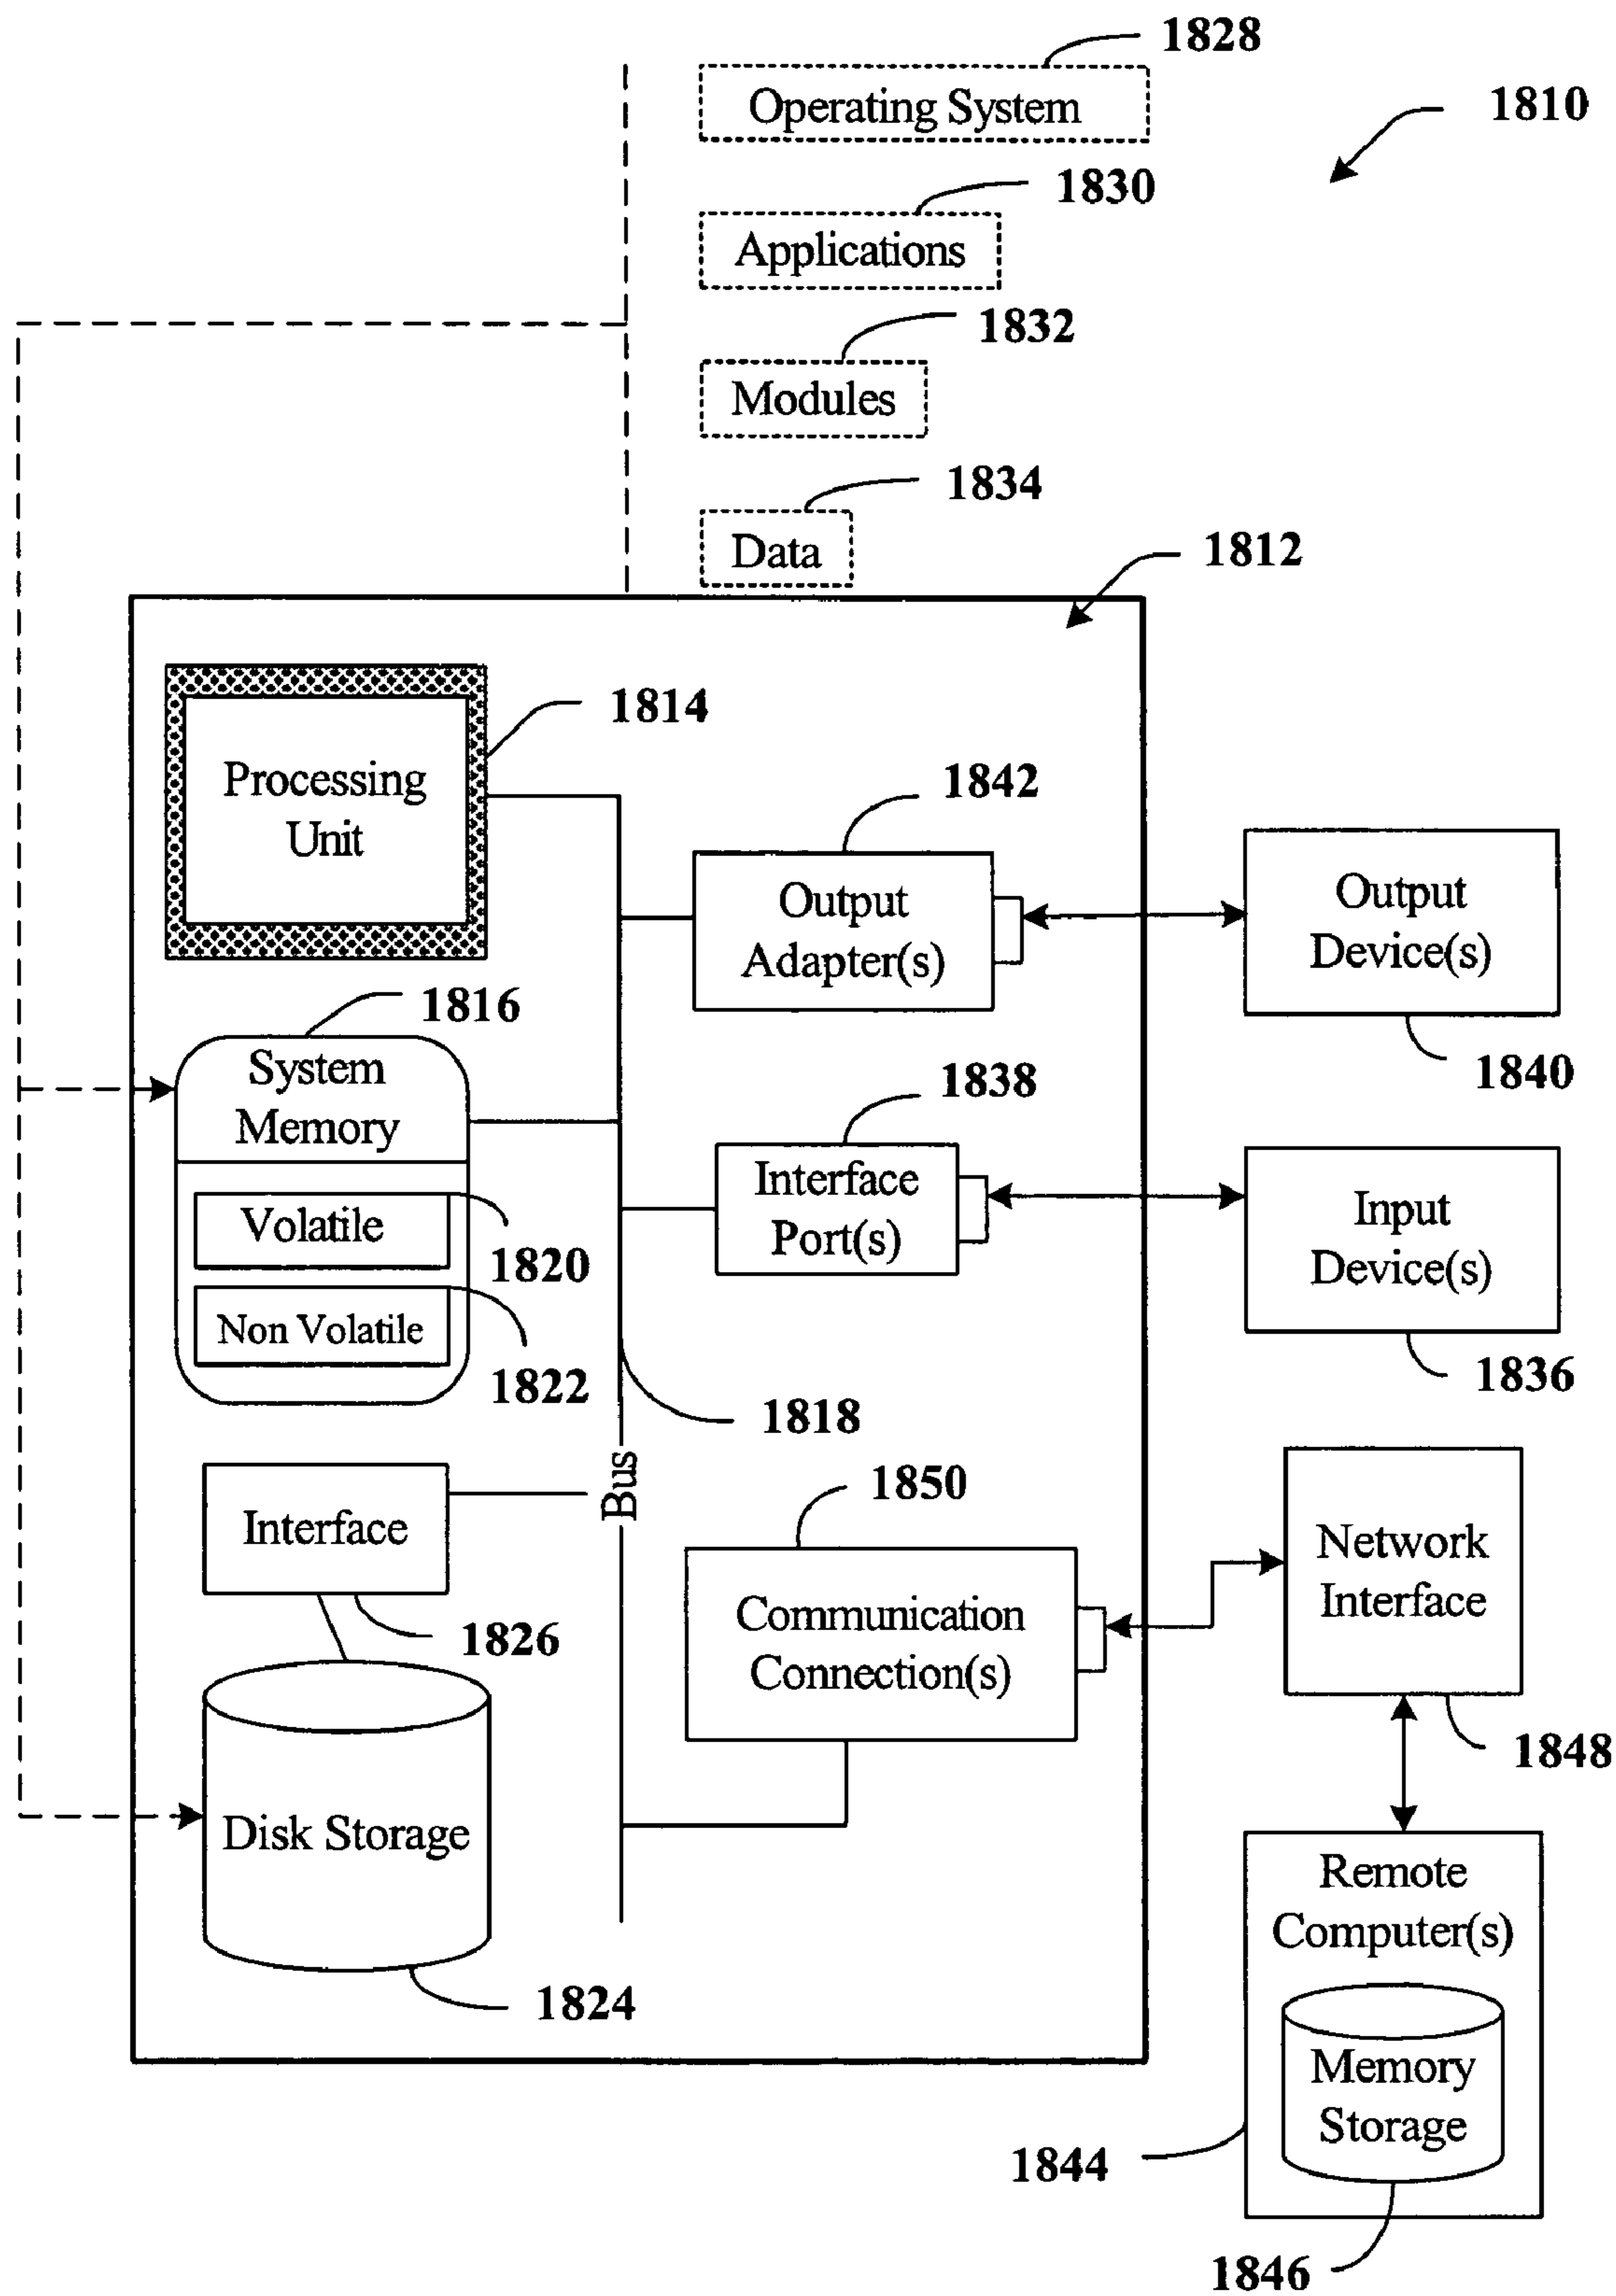 1828
Operating System
1810
1830
Applications
1832
Modules
1834
Data
1812
1814
Processing
Unit
1842
Output
Adapter(s)
Output
Device(s)
1840
1816
System
Memory
1838
Interface
Port(s)
Input
Device(s)
1836
Volatile
1820
Non Volatile
1822
1818
Bus
Interface
1826
1850
Communication
Connection(s)
Network
Interface
1848
Disk Storage
1824
Remote
Computer(s)
Memory
Storage
1844
1846